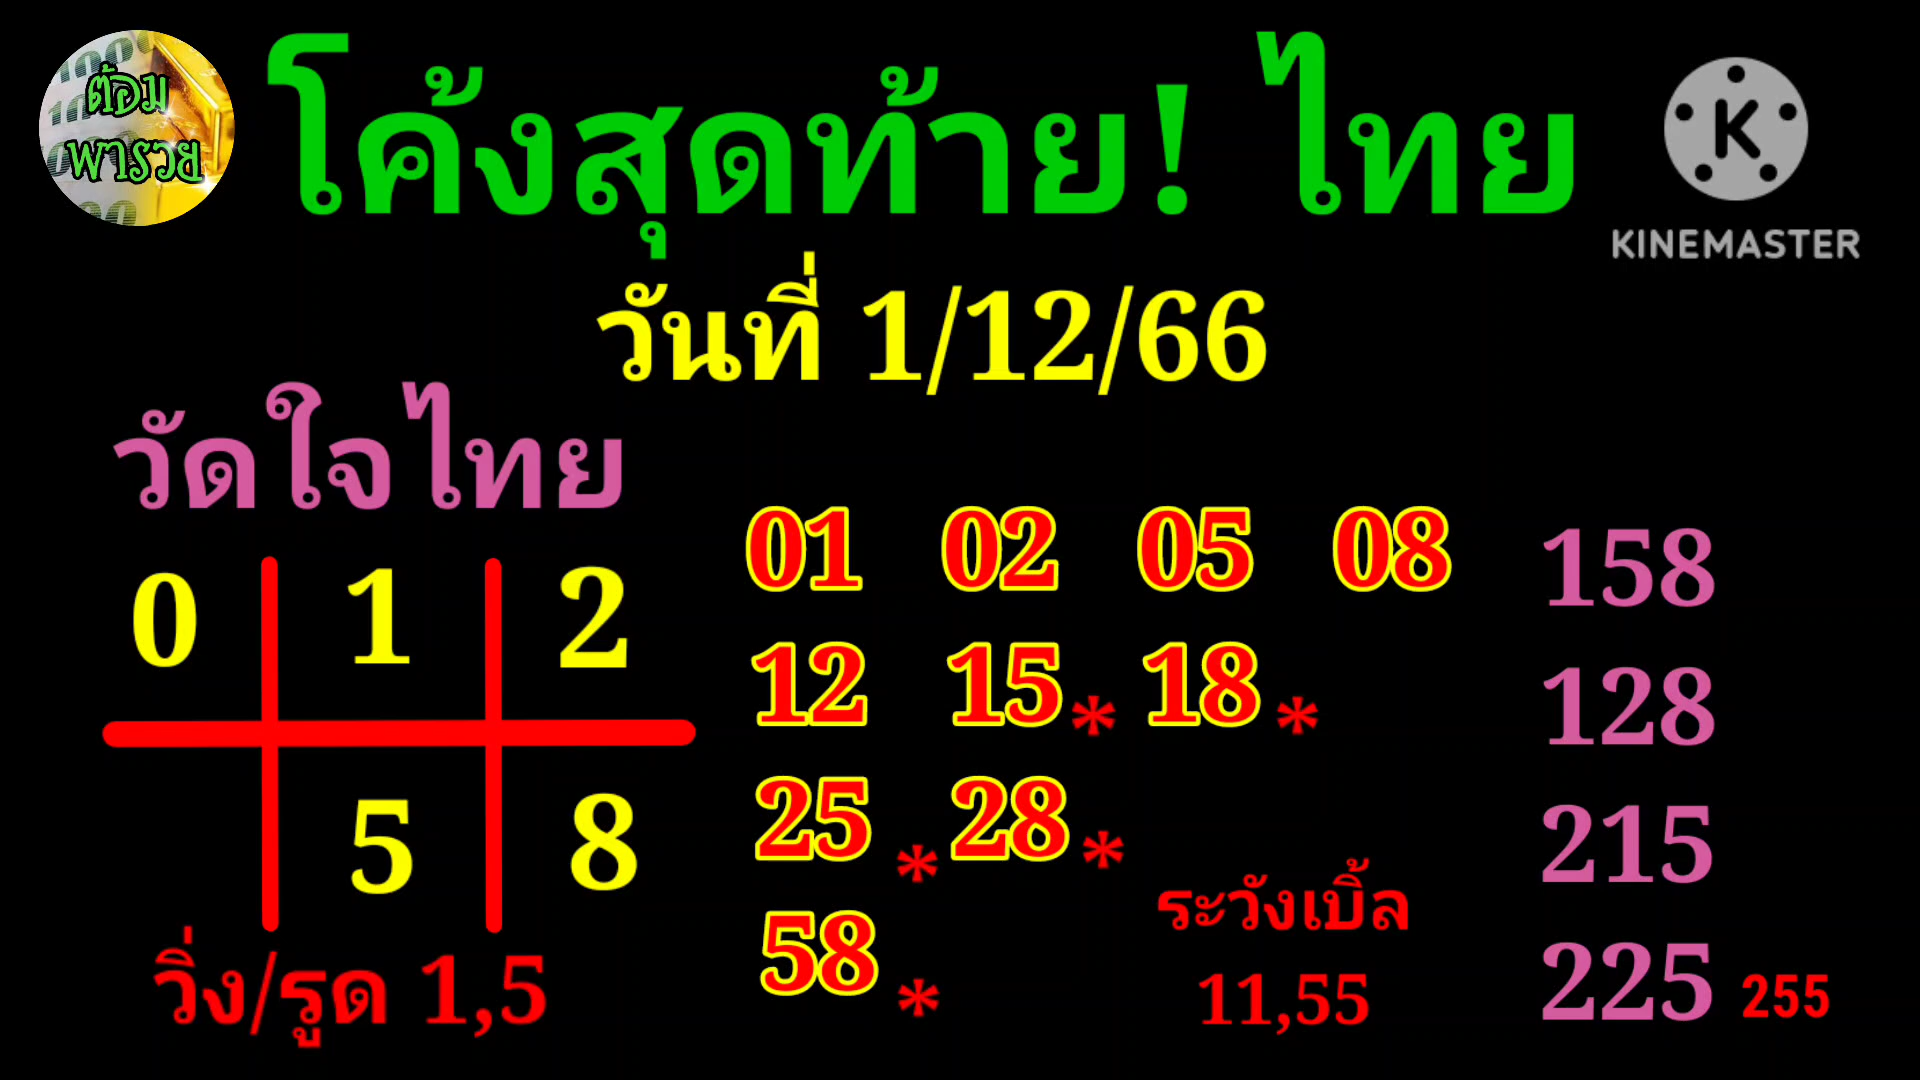 ต้อม
พารวย
โค้งสุดท้าย! ไทย
KINEMASTER
วันที่ 1/12/66
วัดใจไทย
0 1 2
5 8
วิ่ง/รูด 1,5
01 02 05 08
12 15* 18*
25* 28*
58*
ระวังเบิ้ล
11,55
158
128
215
225 255